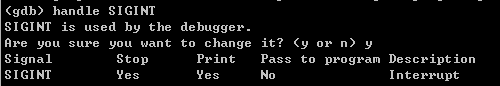 (gdb) handle SIGINT
SIGINT is used by the debugger.
Are you sure you want to change it? (y or n) y
Signal Stop Print Pass to program Description
SIGINT Yes Yes No Interrupt